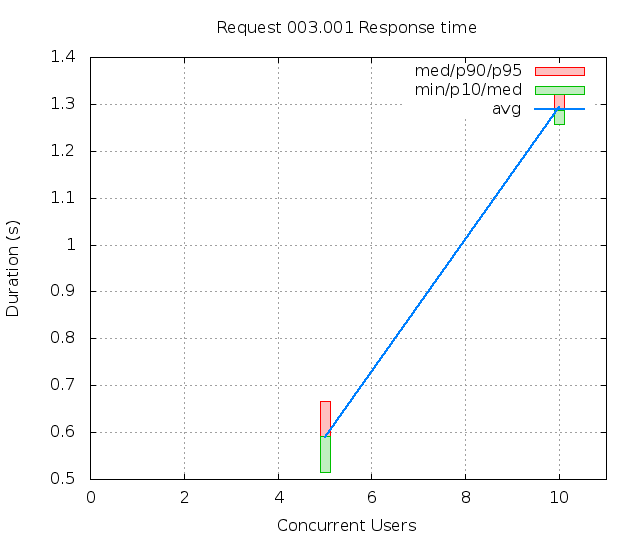 Request 003.001 Response time
1.4
1.3
1.2
1.1
1
0.9
0.8
0.7
0.6
0.5
med/p90/p95
min/p10/med
avg
Duration (s)
0 2 4 6 8 10
Concurrent Users